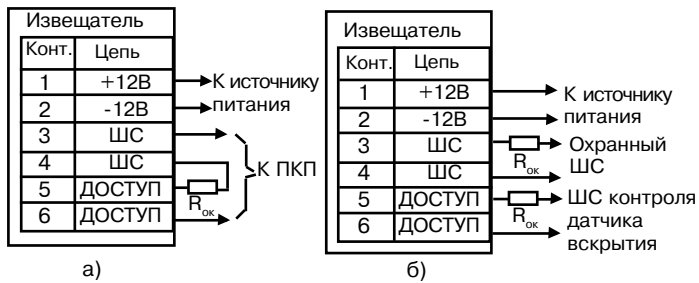 Извещатель
Конт. Цепь
1 +12В
2 -12В
3 ШС
4 ШС
5 ДОСТУП
6 ДОСТУП
К источнику
питания
К ПКП
Rок
а)
Извещатель
Конт. Цепь
1 +12В
2 -12В
3 ШС
4 ШС
5 ДОСТУП
6 ДОСТУП
К источнику
питания
Rок
Охранный
ШС
Rок
ШС контроля
датчика
вскрытия
б)